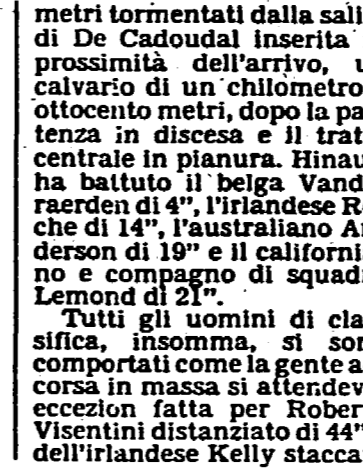 metri tormentati dalla sali
di De Cadoudal inserita
prossimità dell'arrivo, u
calvario di un chilometro
ottocento metri, dopo la pa
tenza in discesa e il trat
centrale in pianura. Hinau
ha battuto il belga Vand
raerden di 4", l'irlandese R
che di 14", l'australiano A
derson di 19" e il californi
no e compagno di squad
Lemond di 21".
Tutti gli uomini di cla
sifica, insomma, si son
comportati come la gente a
corsa in massa si attendev
eccezion fatta per Rober
Visentini distanziato di 44"
dell'irlandese Kelly stacca